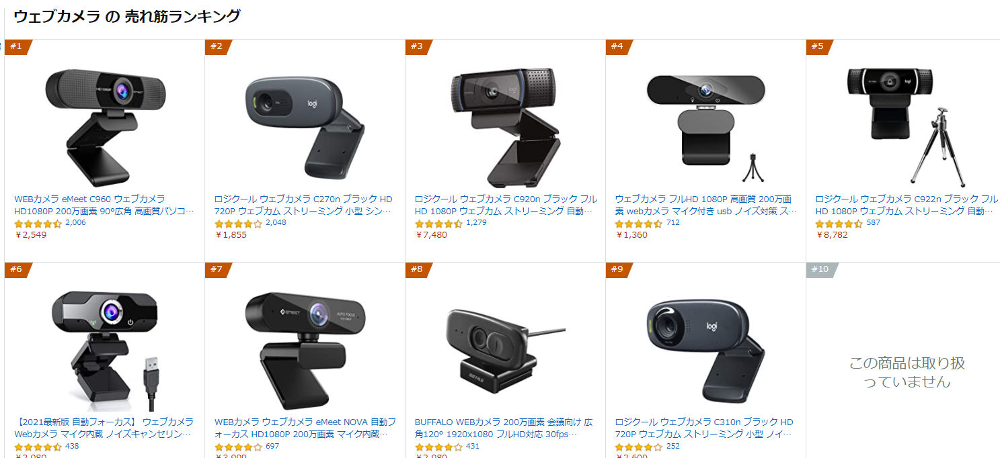 ウェブカメラ の 売れ筋ランキング
#1
#2
#3
#4
#5
HD 1080P
eMeet
logi
logi
logi
WEBカメラ eMeet C960 ウェブカメラ
HD1080P 200万画素 90°広角 高画質パソコ…
2,006
￥2,549
ロジクール ウェブカメラ C270n ブラック HD
720P ウェブカム ストリーミング 小型 シン…
2,048
￥1,855
ロジクール ウェブカメラ C920n ブラック フル
HD 1080P ウェブカム ストリーミング 自動…
1,279
￥7,480
ウェブカメラ フルHD 1080P 高画質 200万画
素 webカメラ マイク付き usb ノイズ対策 ス…
712
￥1,360
ロジクール ウェブカメラ C922n ブラック フル
HD 1080P ウェブカム ストリーミング 自動…
587
￥8,782
#6
#7
#8
#9
#10
EMEET
AUTO FOCUS
BUFFALO
logi
【2021最新版 自動フォーカス】 ウェブカメラ
Webカメラ マイク内蔵 ノイズキャンセリン…
438
￥2,980
WEBカメラ ウェブカメラ eMeet NOVA 自動フ
ォーカス HD1080P 200万画素 マイク内蔵…
697
￥3,999
BUFFALO WEBカメラ 200万画素 会議向け 広
角120° 1920x1080 フルHD対応 30fps…
431
￥2,980
ロジクール ウェブカメラ C310n ブラック HD
720P ウェブカム ストリーミング 小型 ノイ…
252
￥2,600
この商品は取り扱
っていません